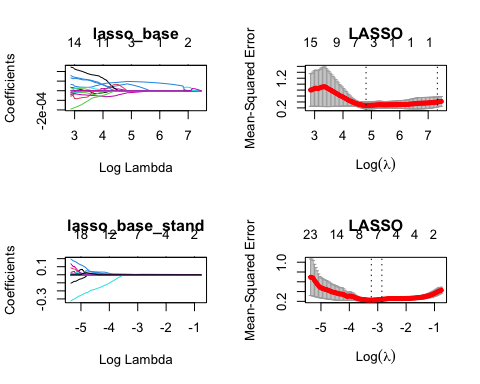 lasso_base
14 11 3 1 2
Coefficients
-2e-04
3 4 5 6 7
Log Lambda
LASSO
15 9 7 3 1 1 1
Mean-Squared Error
0.2 1.2
3 4 5 6 7
Log(λ)
lasso_base_stand
18 12 7 4 2
Coefficients
-0.3 0.1
-5 -4 -3 -2 -1
Log Lambda
LASSO
23 14 8 7 4 4 2
Mean-Squared Error
0.2 1.0
-5 -4 -3 -2 -1
Log(λ)